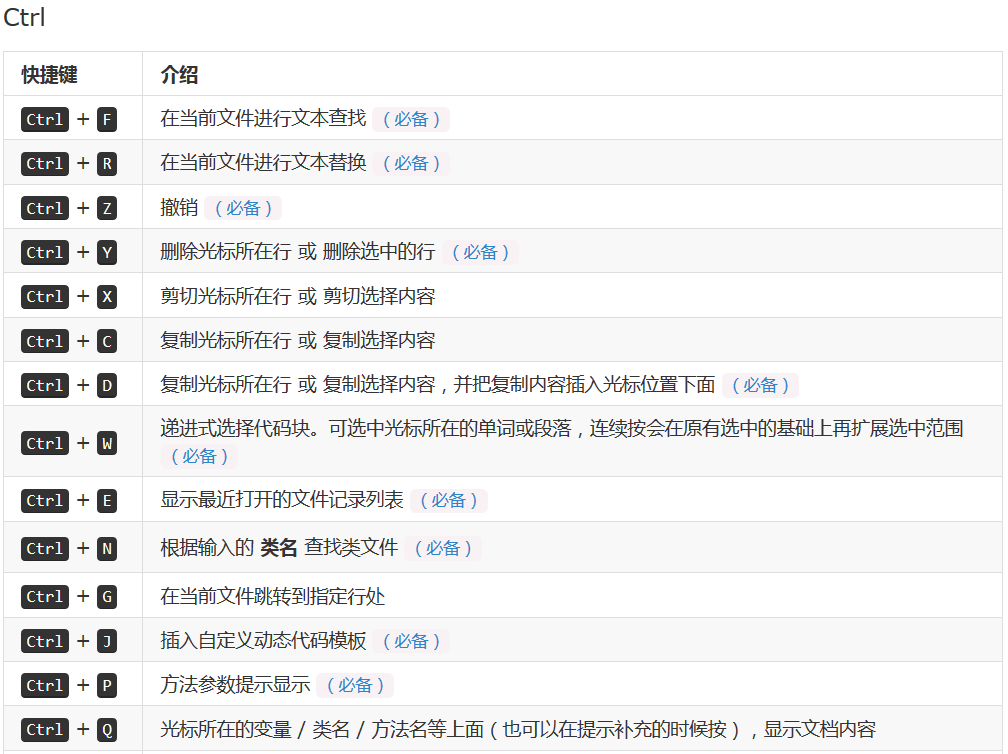 Ctrl
快捷键 介绍
Ctrl + F 在当前文件进行文本查找 （必备）
Ctrl + R 在当前文件进行文本替换 （必备）
Ctrl + Z 撤销 （必备）
Ctrl + Y 删除光标所在行 或 删除选中的行 （必备）
Ctrl + X 剪切光标所在行 或 剪切选择内容
Ctrl + C 复制光标所在行 或 复制选择内容
Ctrl + D 复制光标所在行 或 复制选择内容，并把复制内容插入光标位置下面 （必备）
Ctrl + W 递进式选择代码块。可选中光标所在的单词或段落，连续按会在原有选中的基础上再扩展选中范围
（必备）
Ctrl + E 显示最近打开的文件记录列表 （必备）
Ctrl + N 根据输入的 类名 查找类文件 （必备）
Ctrl + G 在当前文件跳转到指定行处
Ctrl + J 插入自定义动态代码模板 （必备）
Ctrl + P 方法参数提示显示 （必备）
Ctrl + Q 光标所在的变量 / 类名 / 方法名等上面（也可以在提示补充的时候按），显示文档内容